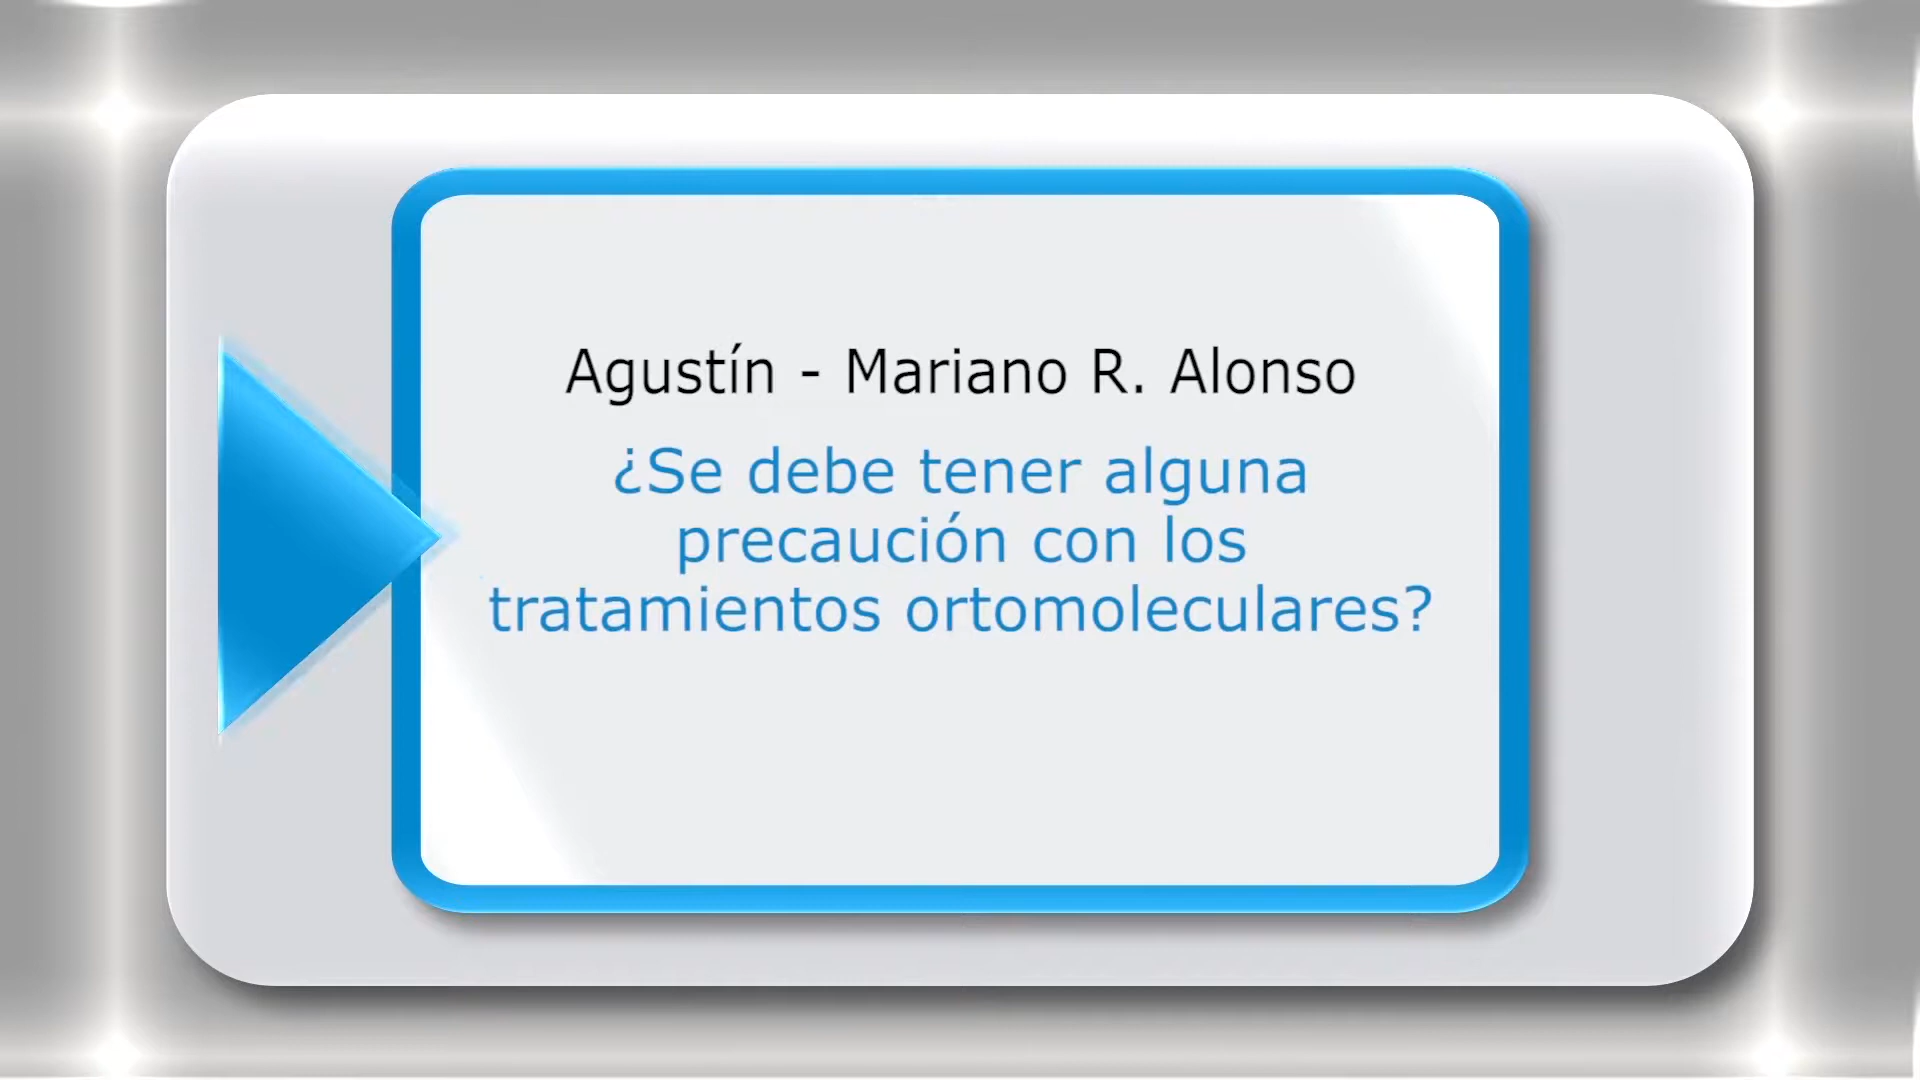 Agustín - Mariano R. Alonso
¿Se debe tener alguna
precaución con los
tratamientos ortomoleculares?